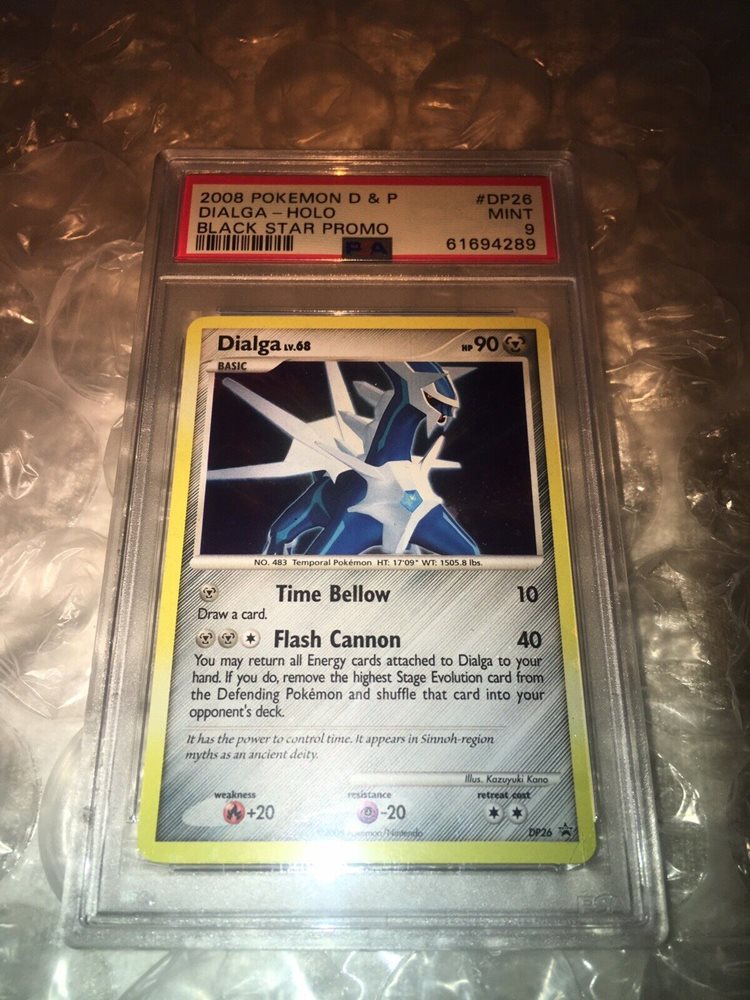 2008 POKEMON D & P #DP26
DIALGA - HOLO MINT
BLACK STAR PROMO 9
61694289
Dialga LV.68 HP 90
BASIC
NO. 483 Temporal Pokémon HT: 17'09" WT: 1505.8 lbs.
Time Bellow 10
Draw a card.
Flash Cannon 40
You may return all Energy cards attached to Dialga to your
hand. If you do, remove the highest Stage Evolution card from
the Defending Pokémon and shuffle that card into your
opponent's deck.
It has the power to control time. It appears in Sinnoh-region
myths as an ancient deity.
Illus. Kazuyuki Kano
weakness resistance retreat cost
+20 -20
Pokémon/Nintendo DP26